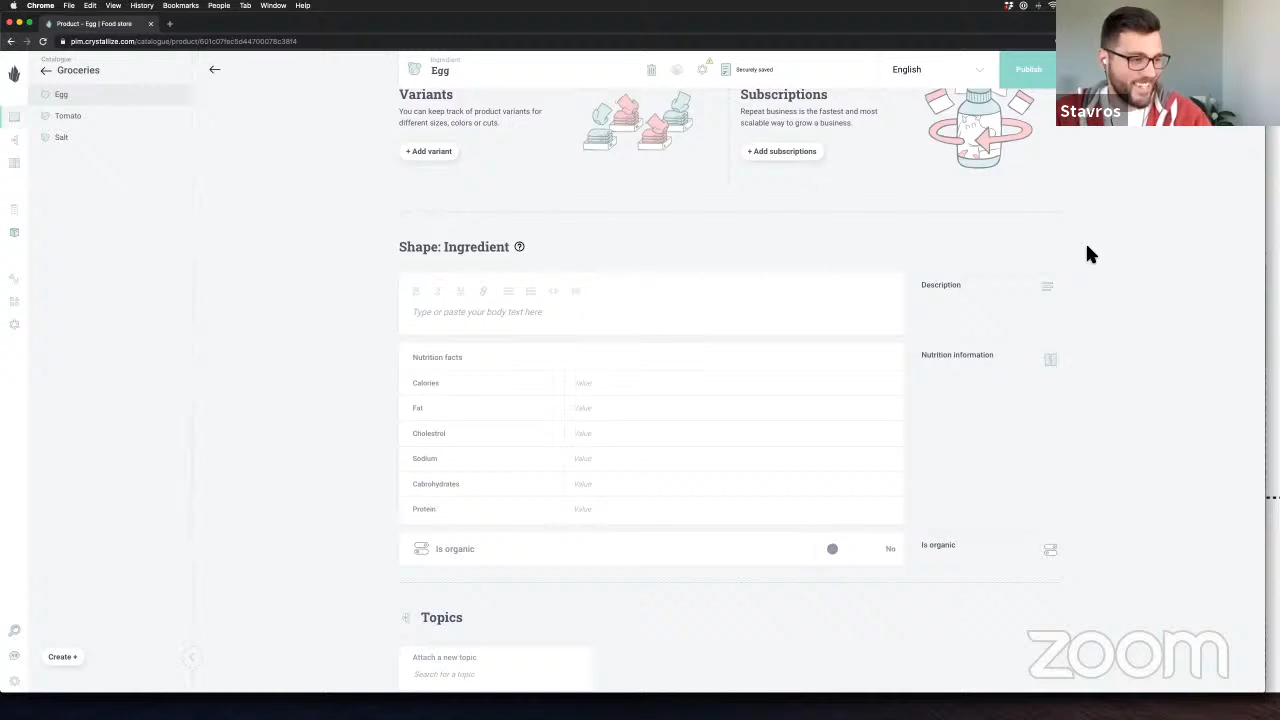 Chrome File Edit View History Bookmarks People Tab Window Help
Product - Egg | Food store
pim.crystallize.com/catalogue/product/601c07fec5d44700078c38f4
Catalogue
Groceries
Egg
Tomato
Salt
Create +
Ingredient
Egg
Securely saved
English
Publish
Stavros
Variants
You can keep track of product variants for
different sizes, colors or cuts.
+ Add variant
Subscriptions
Repeat business is the fastest and most
scalable way to grow a business.
+ Add subscriptions
Shape: Ingredient
Type or paste your body text here
Description
Nutrition facts
Nutrition information
Calories Value
Fat Value
Cholestrol Value
Sodium Value
Cabrohydrates Value
Protein Value
Is organic No
Is organic
Topics
Attach a new topic
Search for a topic
zoom